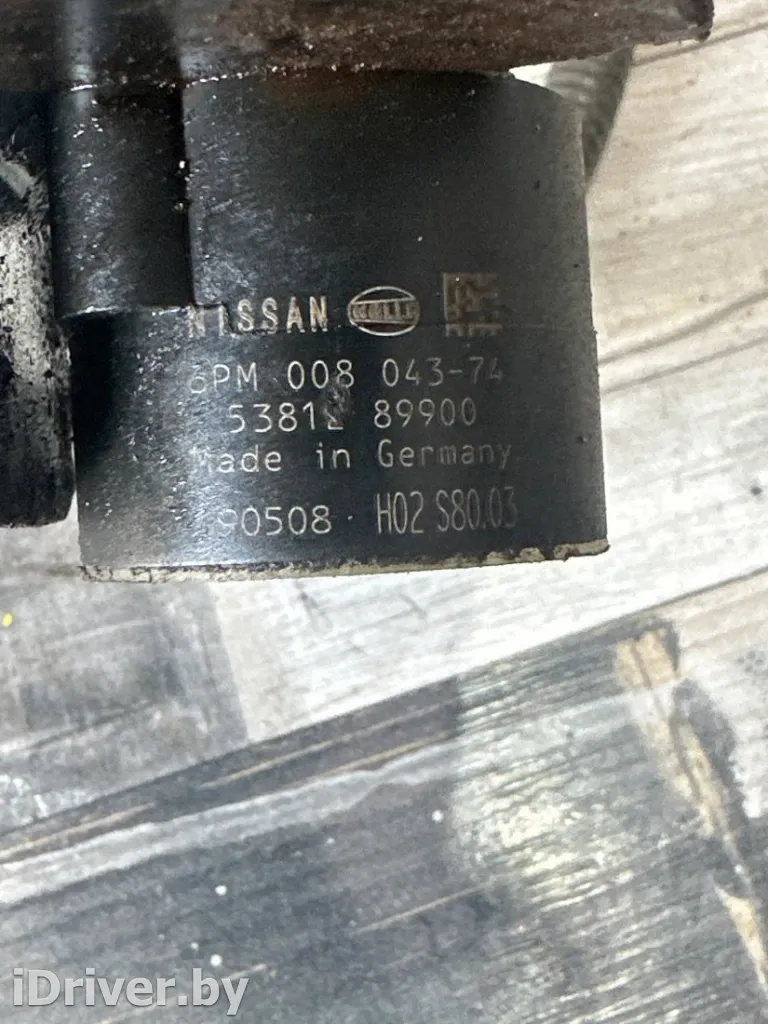 NISSAN HELLA
6PM 008 043-74
53812 89900
Made in Germany
90508 H02 S80.03
iDriver.by